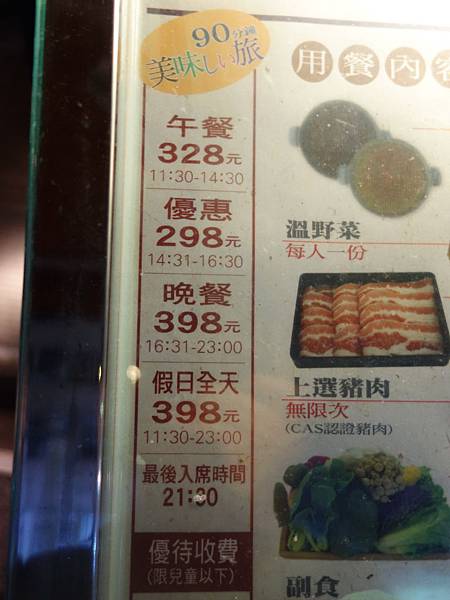 90分鐘
美味しい旅
午餐
328元
11:30-14:30
優惠
298元
14:31-16:30
晚餐
398元
16:31-23:00
假日全天
398元
11:30-23:00
最後入席時間
21:30
優待收費
(限兒童以下)
用餐內容
溫野菜
每人一份
上選豬肉
無限次
(CAS認證豬肉)
副食